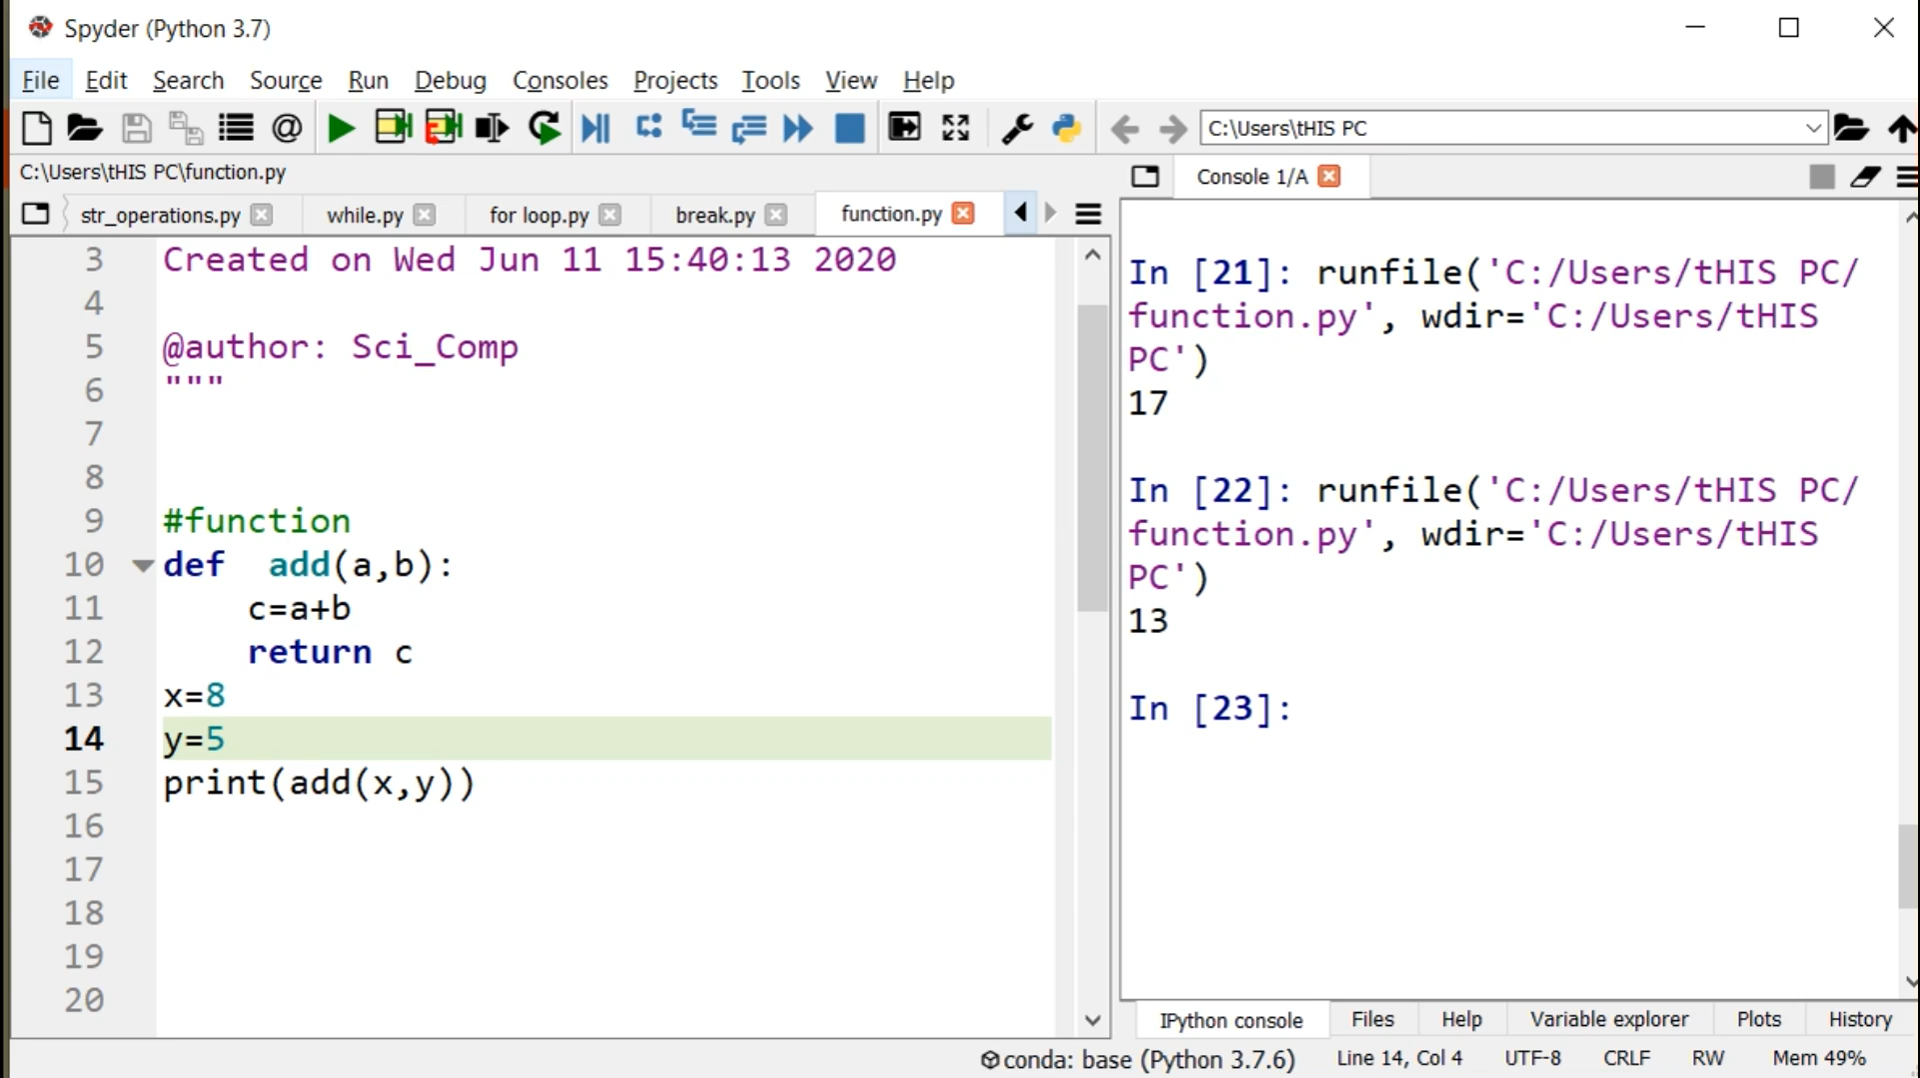 Spyder (Python 3.7)
File Edit Search Source Run Debug Consoles Projects Tools View Help
C:\Users\tHIS PC
C:\Users\tHIS PC\function.py
str_operations.py while.py for loop.py break.py function.py
3 Created on Wed Jun 11 15:40:13 2020
4
5 @author: Sci_Comp
6 """
7
8
9 #function
10 def  add(a,b):
11     c=a+b
12     return c
13 x=8
14 y=5
15 print(add(x,y))
16
17
18
19
20
Console 1/A
In [21]: runfile('C:/Users/tHIS PC/
function.py', wdir='C:/Users/tHIS
PC')
17
In [22]: runfile('C:/Users/tHIS PC/
function.py', wdir='C:/Users/tHIS
PC')
13
In [23]:
IPython console Files Help Variable explorer Plots History
conda: base (Python 3.7.6) Line 14, Col 4 UTF-8 CRLF RW Mem 49%